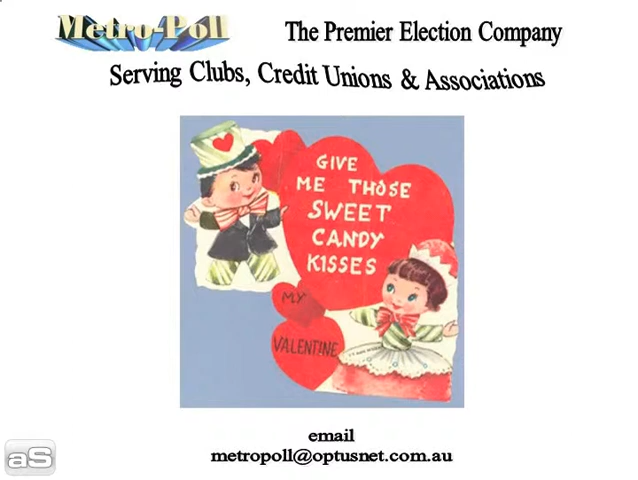 Metro-Poll
The Premier Election Company
Serving Clubs, Credit Unions & Associations
GIVE
ME THOSE
SWEET
CANDY
KISSES
MY
VALENTINE
email
metropoll@optusnet.com.au
aS